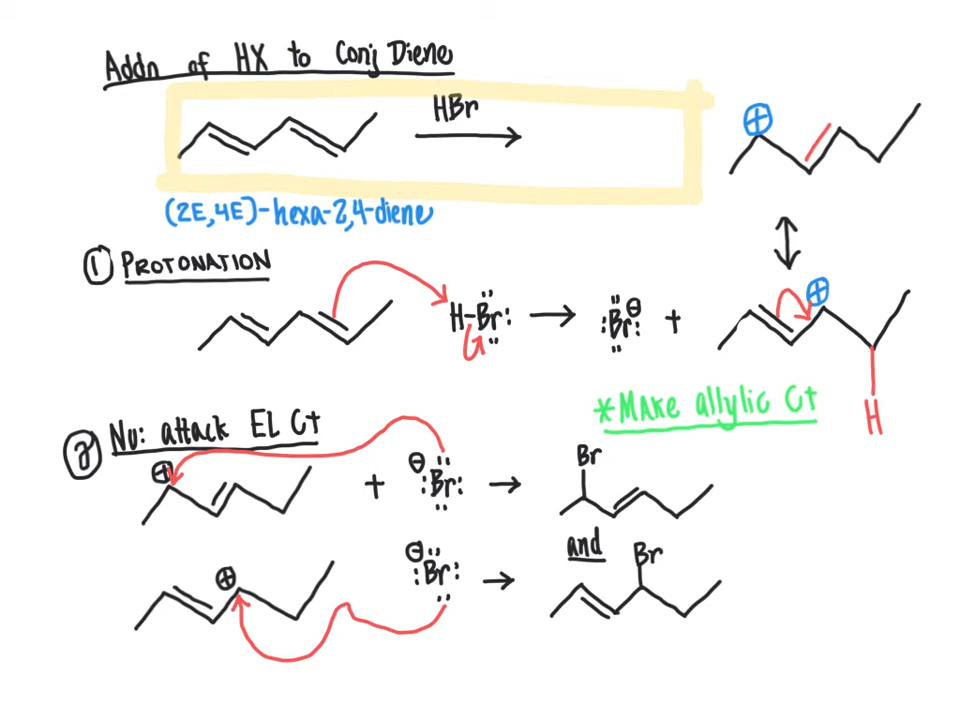 Addn of HX to Conj Diene
HBr
⊕
(2E,4E)-hexa-2,4-diene
① PROTONATION
⊕
H-Br: → :Br:⊖ +
*MAKE allylic C+
H
② Nu: attack EL C+
Br
⊕ + ⊖:Br: →
and
Br
⊕ ⊖:Br: →